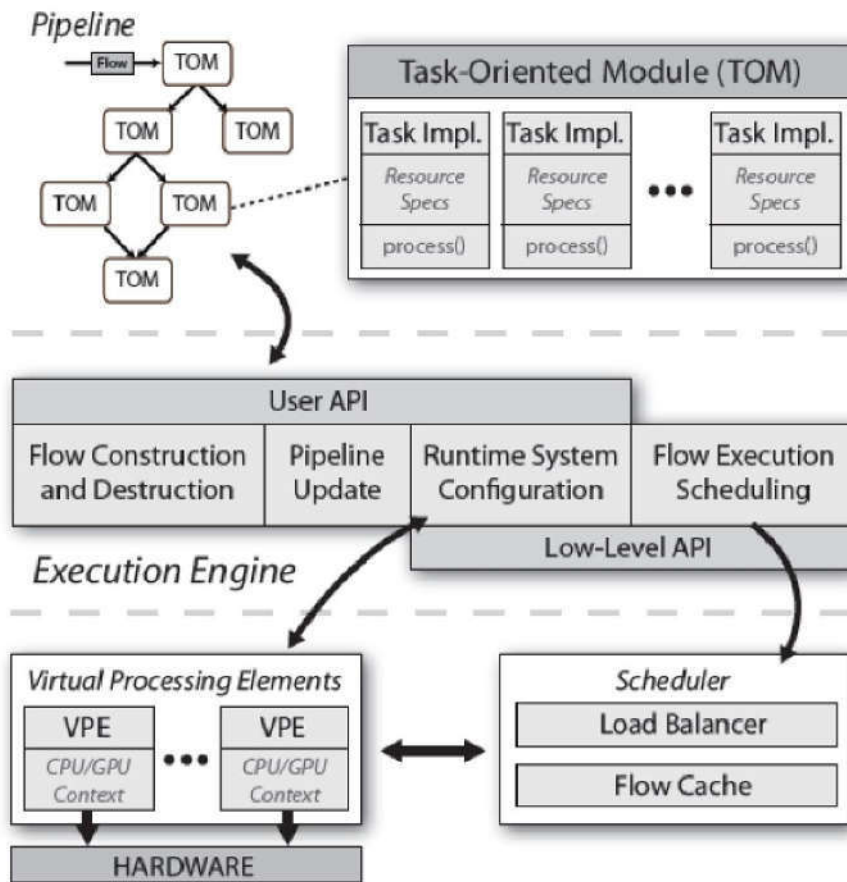 Pipeline
Flow
TOM
TOM
TOM
TOM
TOM
TOM
Task-Oriented Module (TOM)
Task Impl.
Resource
Specs
process()
Task Impl.
Resource
Specs
process()
Task Impl.
Resource
Specs
process()
User API
Flow Construction
and Destruction
Pipeline
Update
Runtime System
Configuration
Flow Execution
Scheduling
Low-Level API
Execution Engine
Virtual Processing Elements
VPE
CPU/GPU
Context
VPE
CPU/GPU
Context
HARDWARE
Scheduler
Load Balancer
Flow Cache